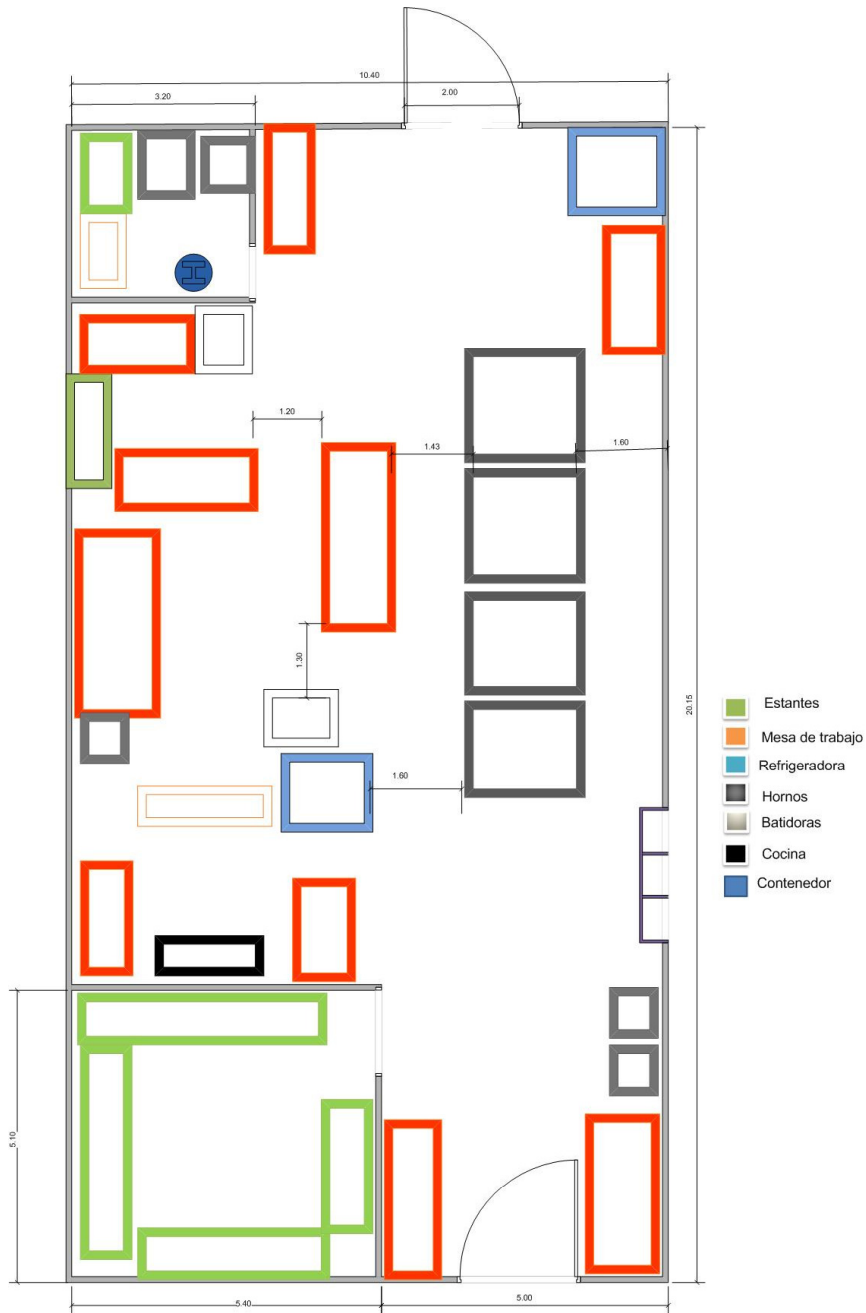 10.40
3.20
2.00
1.20
1.43
1.60
1.30
20.15
1.60
5.10
5.40
5.00
Estantes
Mesa de trabajo
Refrigeradora
Hornos
Batidoras
Cocina
Contenedor